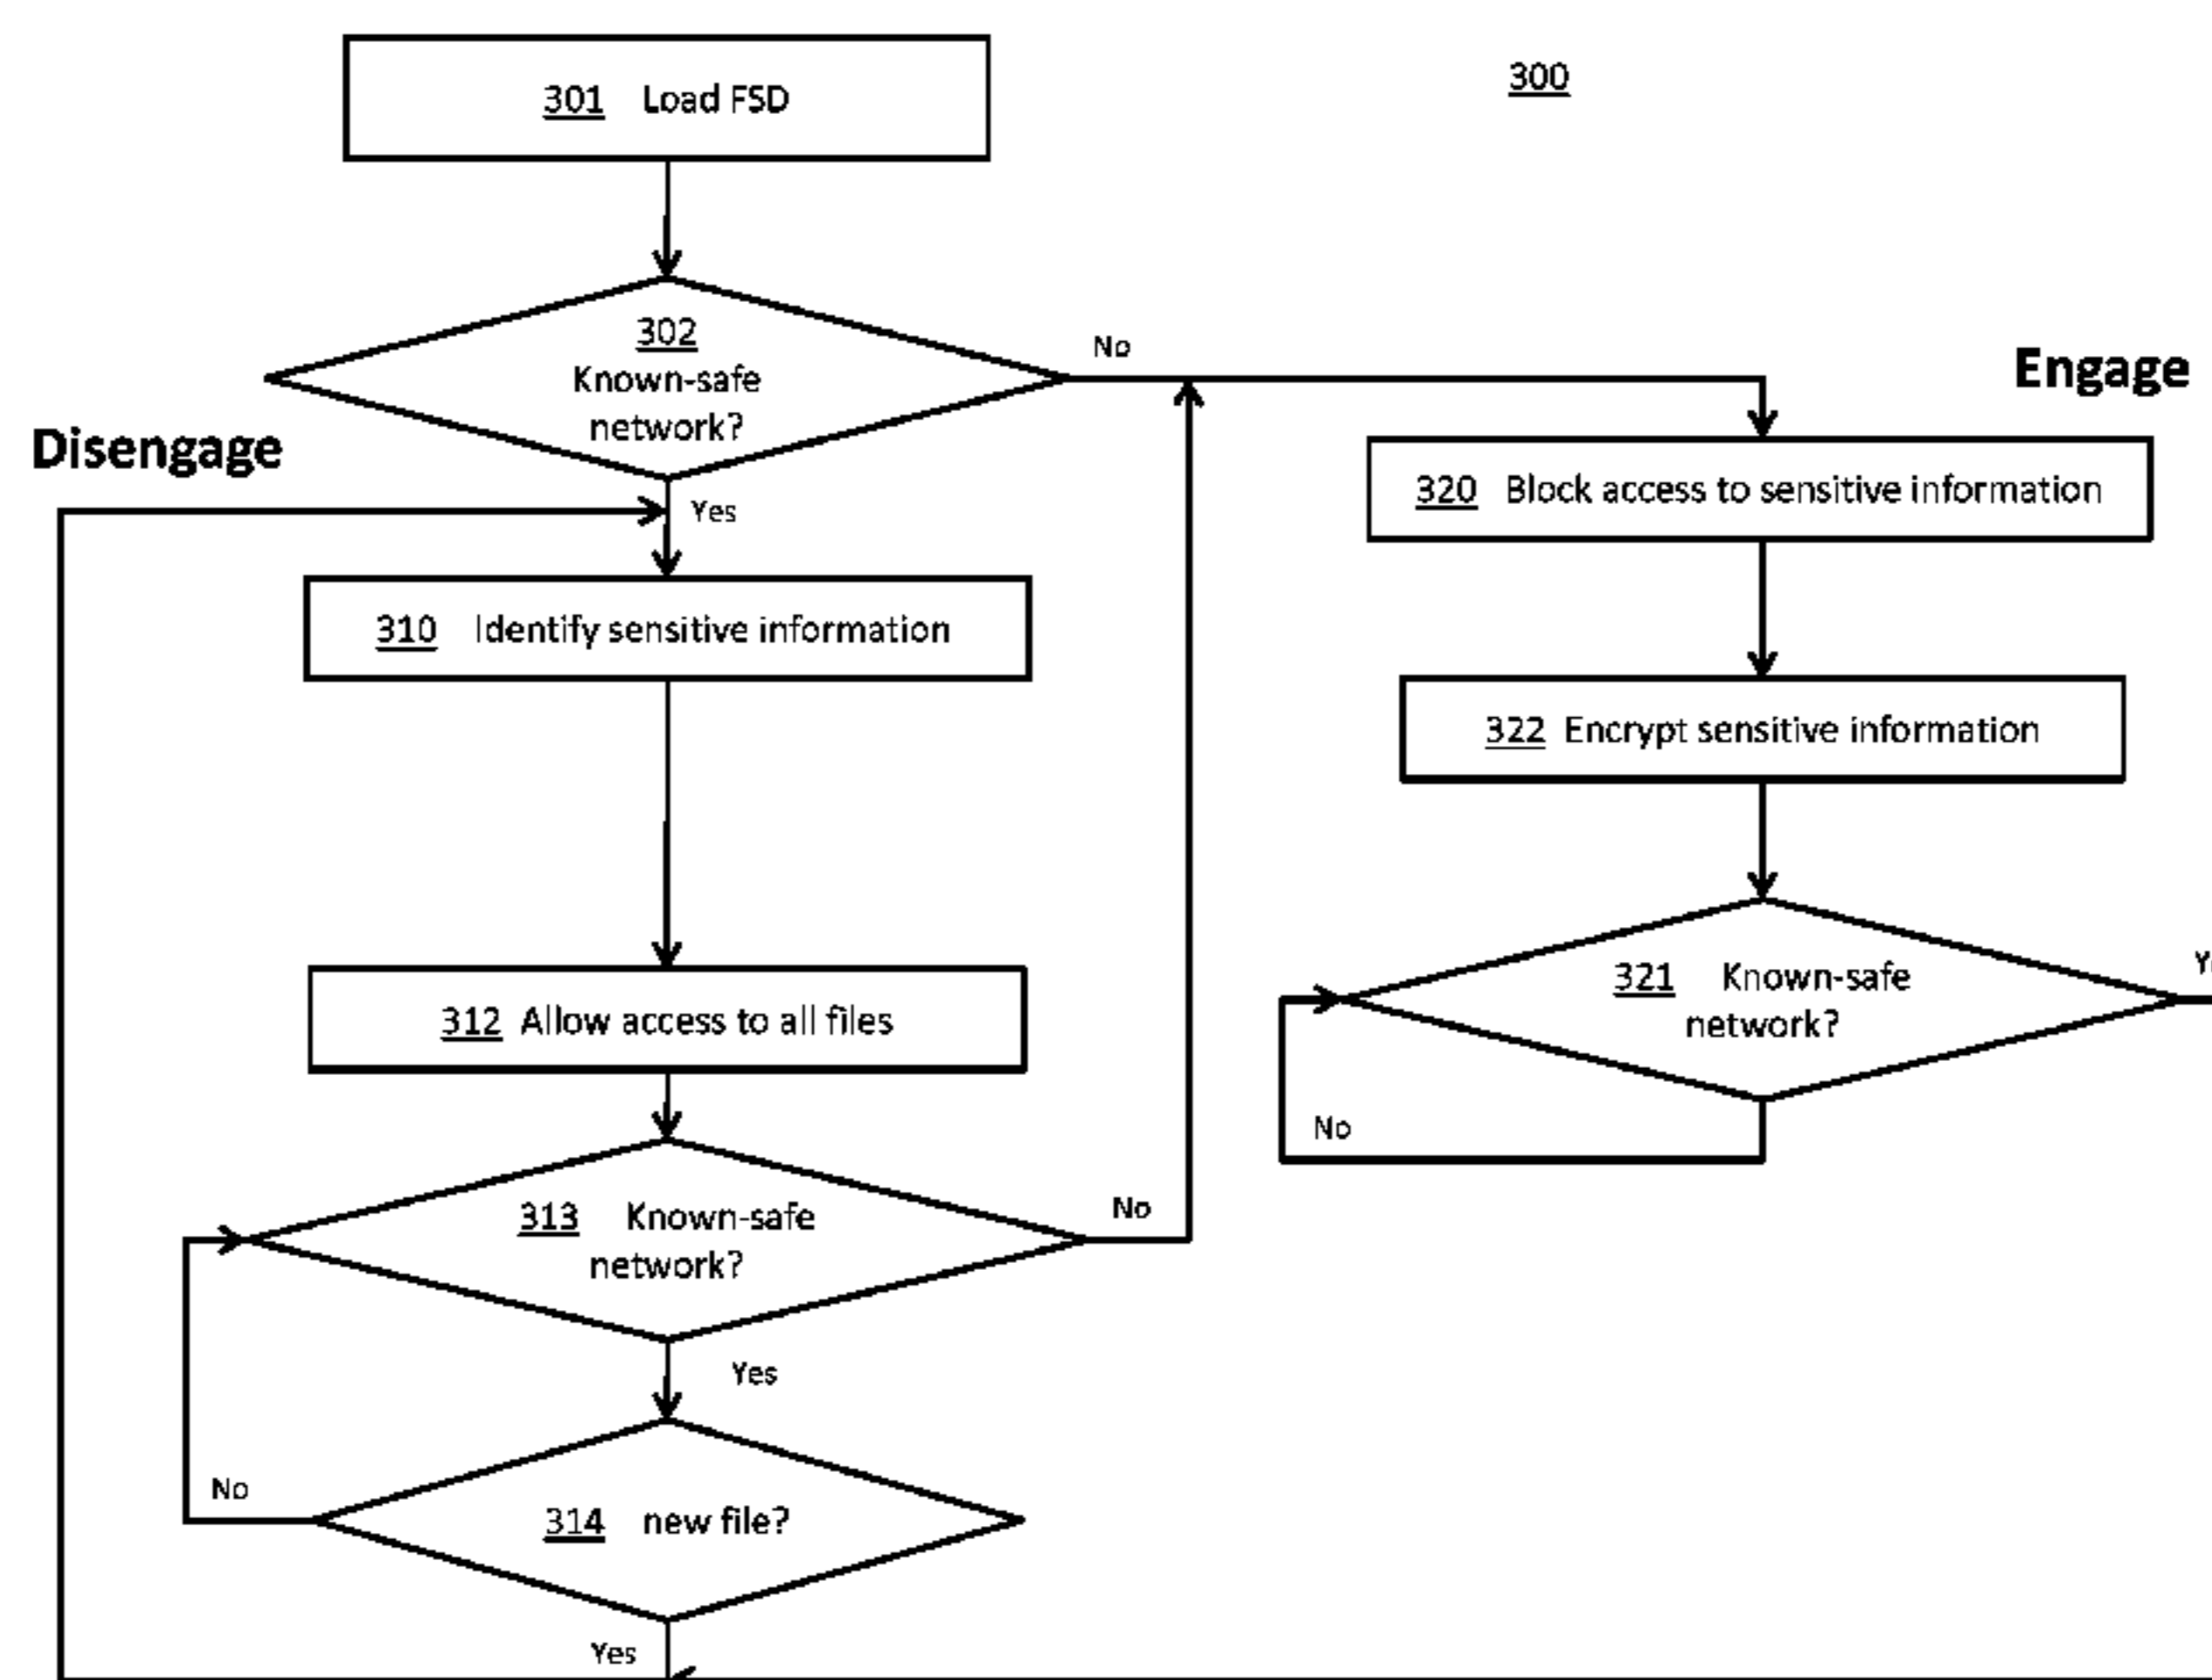 300
301 Load FSD
302
Known-safe
network?
No
Engage
Disengage
Yes
320 Block access to sensitive information
310 Identify sensitive information
322 Encrypt sensitive information
321 Known-safe
network?
No
312 Allow access to all files
313 Known-safe
network?
No
Yes
314 new file?
No
Yes